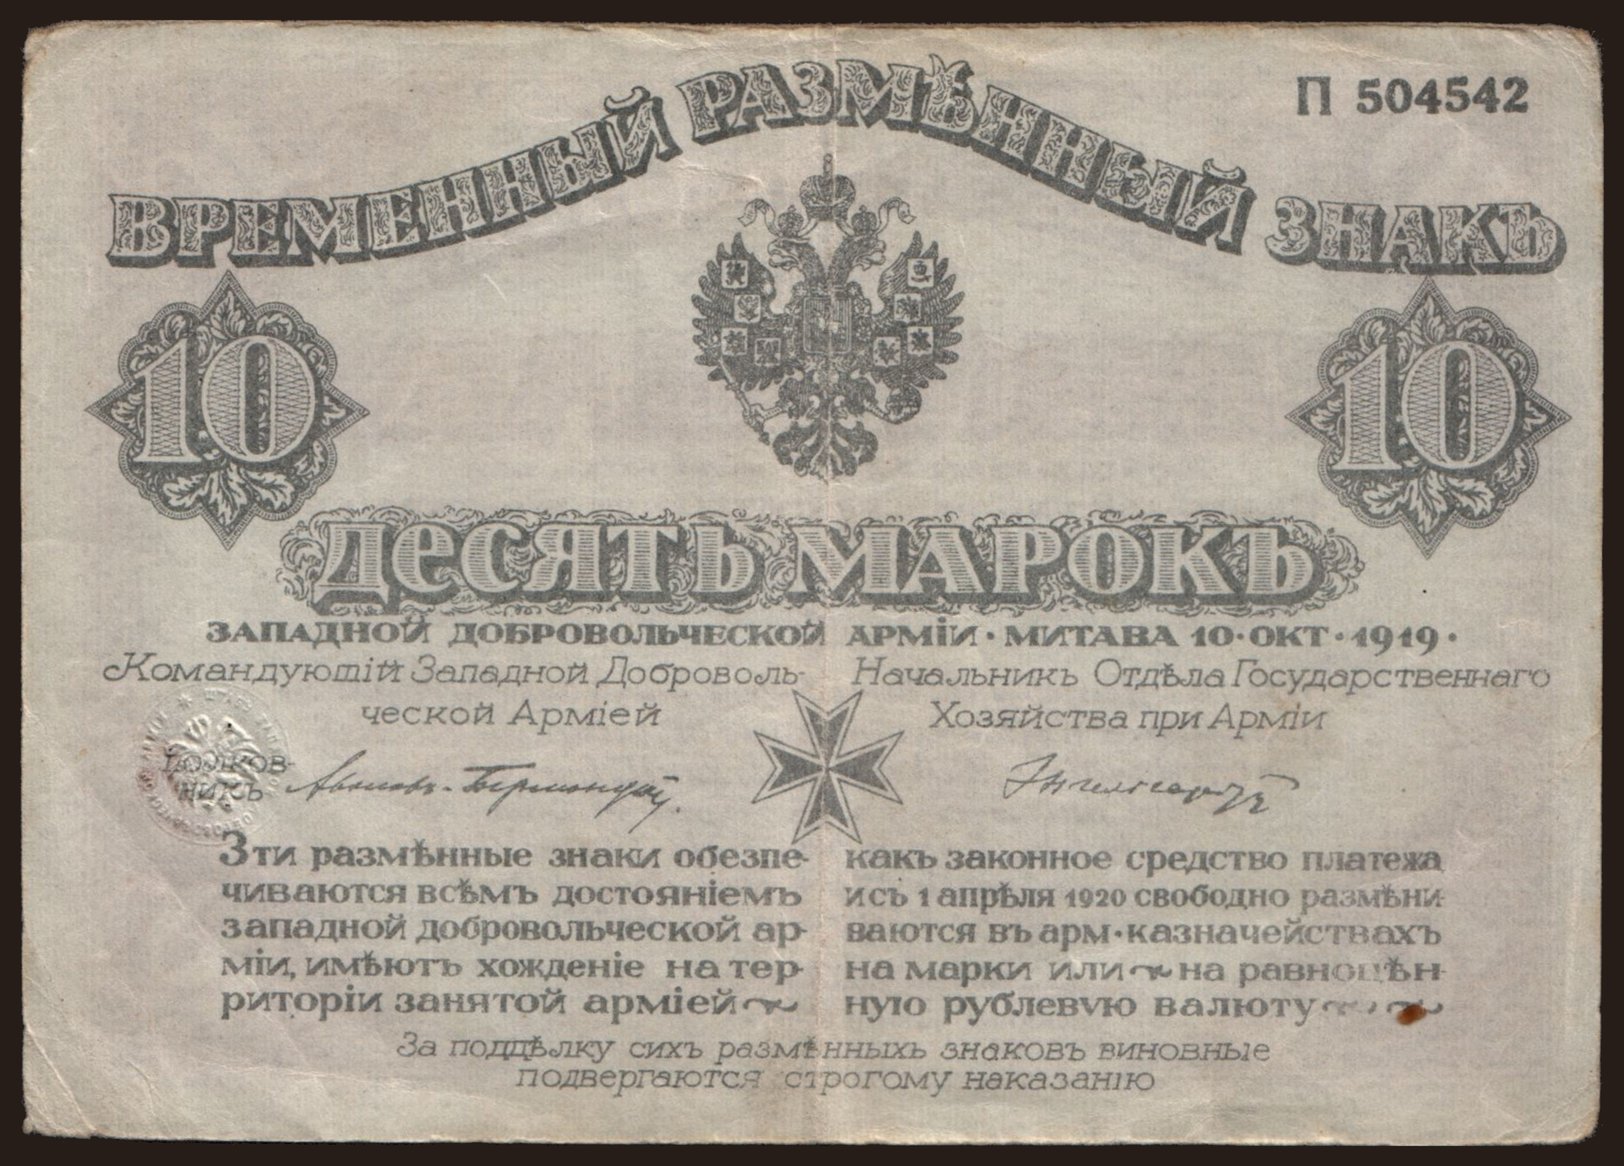 П 504542
ВРЕМЕННЫЙ РАЗМѢННЫЙ ЗНАКЪ
10 10
ДЕСЯТЬ МАРОКЪ
ЗАПАДНОЙ ДОБРОВОЛЬЧЕСКОЙ АРМІИ · МИТАВА 10 · ОКТ · 1919 ·
Командующій Западной Доброволь-
ческой Арміей
Полков-
никъ Аваловъ-Бермондтъ
Начальникъ Отдѣла Государственнаго
Хозяйства при Арміи
Энгельгардтъ
Эти размѣнные знаки обезпе-
чиваются всѣмъ достояніемъ
западной добровольческой ар-
міи, имѣютъ хожденіе на тер-
риторіи занятой арміей
какъ законное средство платежа
и съ 1 апрѣля 1920 свободно размѣни-
ваются въ арм · казначействахъ
на марки или на равноцѣн-
ную рублевую валюту
За поддѣлку сихъ размѣнныхъ знаковъ виновные
подвергаются строгому наказанію